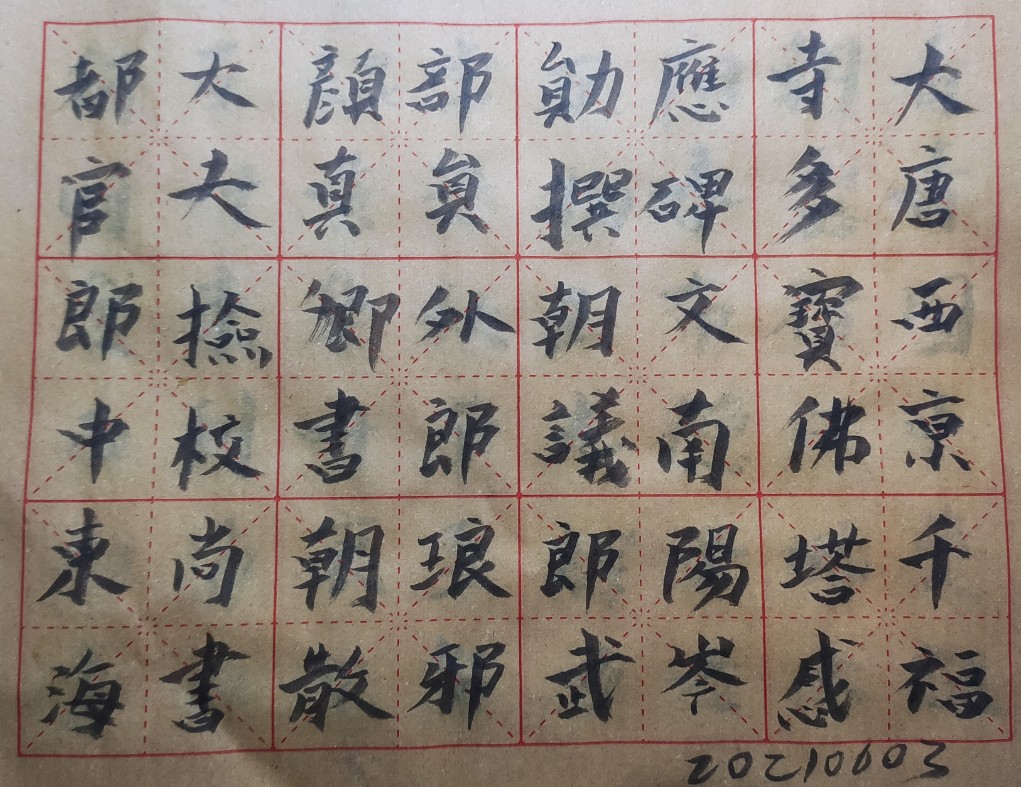 大唐西京千福
寺多寶佛塔感
應碑文南陽岑
勛撰朝議郎武
部員外郎琅邪
顏真卿書朝散
大夫撿校尚書
都官郎中東海
20210603